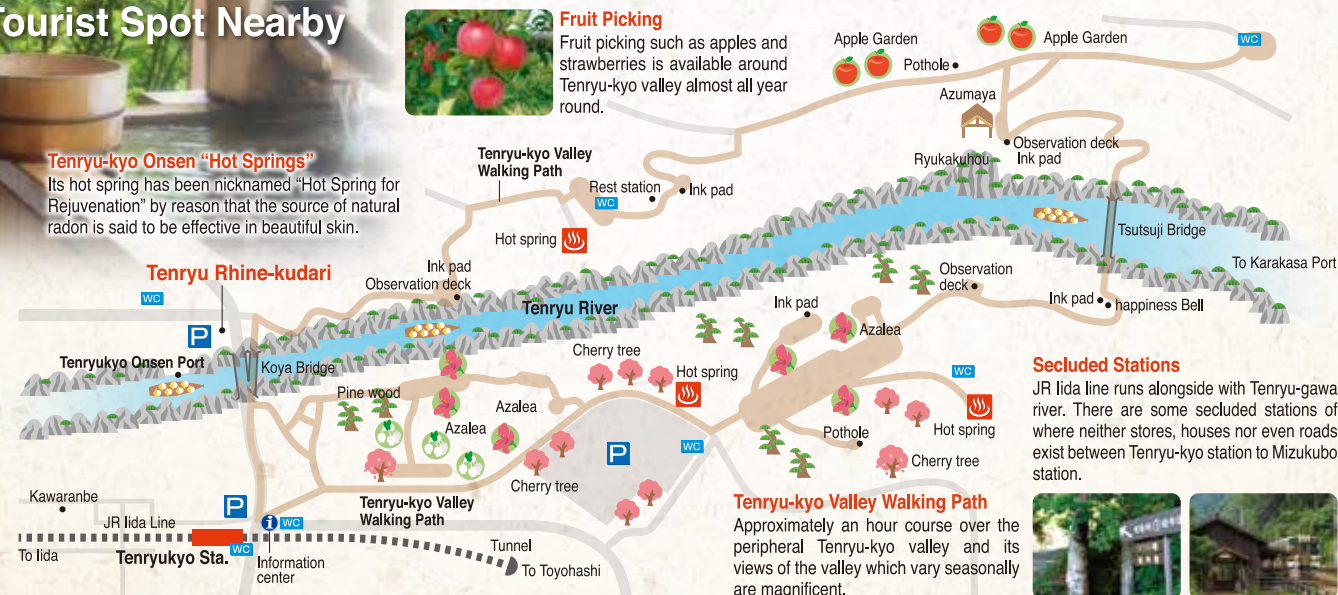 Tourist Spot Nearby
Tenryu-kyo Onsen “Hot Springs”
Its hot spring has been nicknamed “Hot Spring for
Rejuvenation” by reason that the source of natural
radon is said to be effective in beautiful skin.
Fruit Picking
Fruit picking such as apples and
strawberries is available around
Tenryu-kyo valley almost all year
round.
Apple Garden
Apple Garden
WC
Pothole
Azumaya
Observation deck
Ink pad
Ryukakuhou
Tenryu-kyo Valley
Walking Path
Rest station
WC
Ink pad
Hot spring
Tsutsuji Bridge
To Karakasa Port
Tenryu Rhine-kudari
WC
P
Ink pad
Observation deck
Tenryu River
Observation
deck
Ink pad
happiness Bell
Ink pad
Azalea
Tenryukyo Onsen Port
Koya Bridge
Pine wood
Cherry tree
Hot spring
Azalea
Azalea
Cherry tree
P
WC
WC
Hot spring
Pothole
Cherry tree
Kawaranbe
P
JR Iida Line
To Iida
Tenryukyo Sta.
WC
i
WC
Information
center
Tenryu-kyo Valley
Walking Path
Tunnel
To Toyohashi
Tenryu-kyo Valley Walking Path
Approximately an hour course over the
peripheral Tenryu-kyo valley and its
views of the valley which vary seasonally
are magnificent.
Secluded Stations
JR Iida line runs alongside with Tenryu-gawa
river. There are some secluded stations of
where neither stores, houses nor even roads
exist between Tenryu-kyo station to Mizukubo
station.